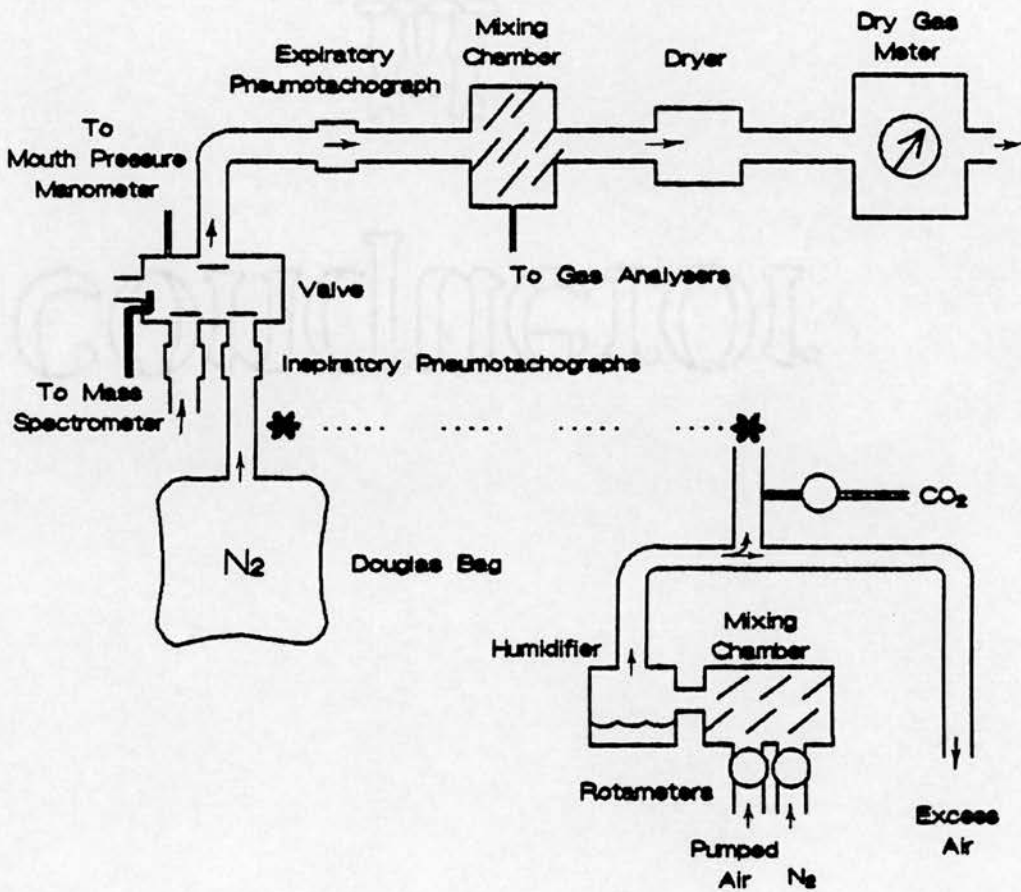 Expiratory
Pneumotachograph
Mixing
Chamber
Dryer
Dry Gas
Meter
To
Mouth Pressure
Manometer
To Gas Analysers
Valve
Inspiratory Pneumotachographs
To Mass
Spectrometer
CO2
N2
Douglas Bag
Humidifier
Mixing
Chamber
Rotameters
Pumped
Air
N2
Excess
Air